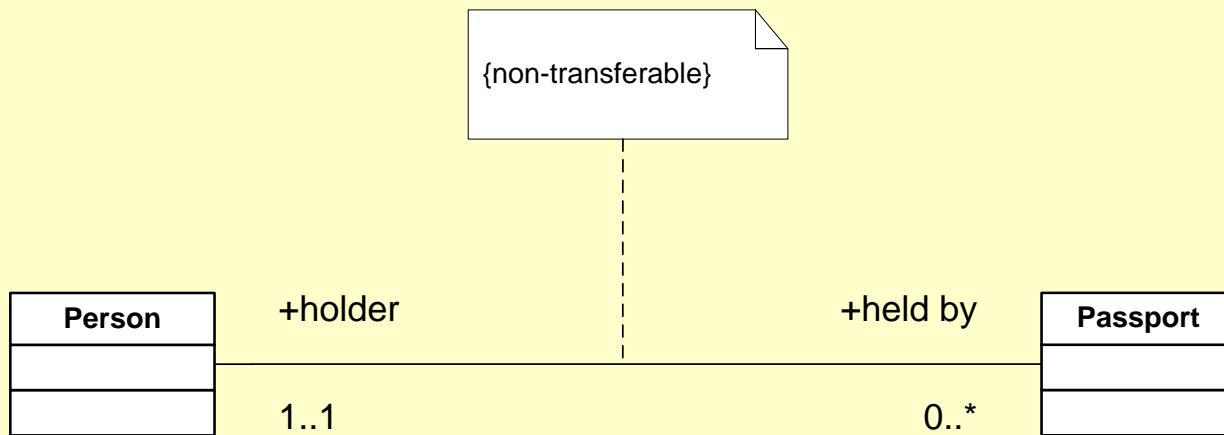 {non-transferable}
Person
+holder
+held by
Passport
1..1
0..*